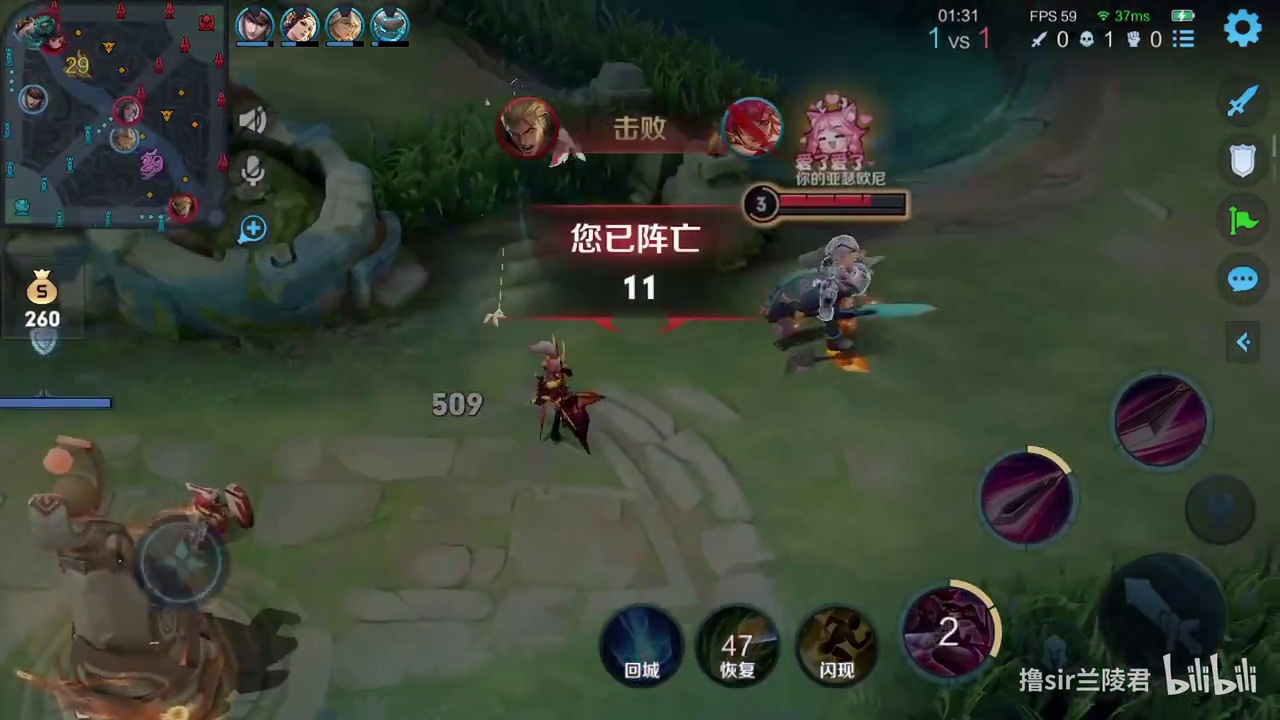 01:31
FPS 59 37ms
1 vs 1
0 1 0
29
击败
爱了爱了
你的亚瑟欧尼
3
您已阵亡
11
S
260
509
2
47
回城
恢复
闪现
撸sir兰陵君 bilibili